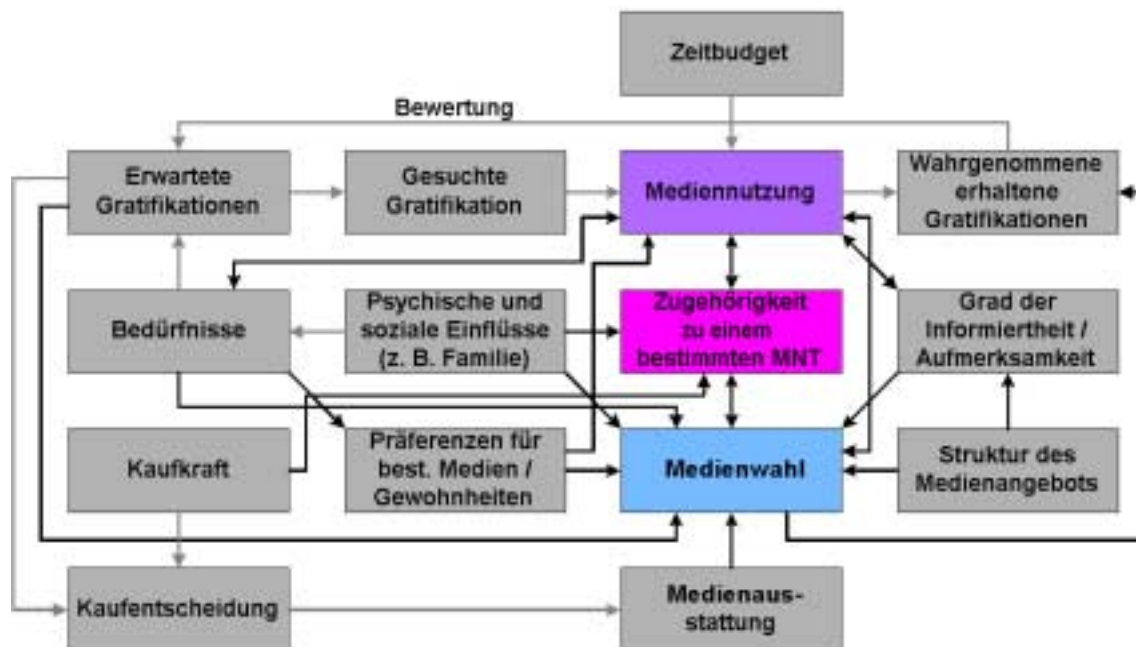 Zeitbudget
Bewertung
Erwartete
Gratifikationen
Gesuchte
Gratifikation
Mediennutzung
Wahrgenommene
erhaltene
Gratifikationen
Bedürfnisse
Psychische und
soziale Einflüsse
(z. B. Familie)
Zugehörigkeit
zu einem
bestimmten MNT
Grad der
Informiertheit /
Aufmerksamkeit
Kaufkraft
Präferenzen für
best. Medien /
Gewohnheiten
Medienwahl
Struktur des
Medienangebots
Kaufentscheidung
Medienaus-
stattung